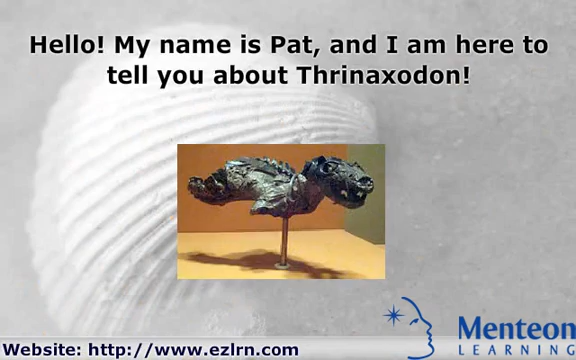 Hello! My name is Pat, and I am here to
tell you about Thrinaxodon!
Menteon
LEARNING
Website: http://www.ezlrn.com